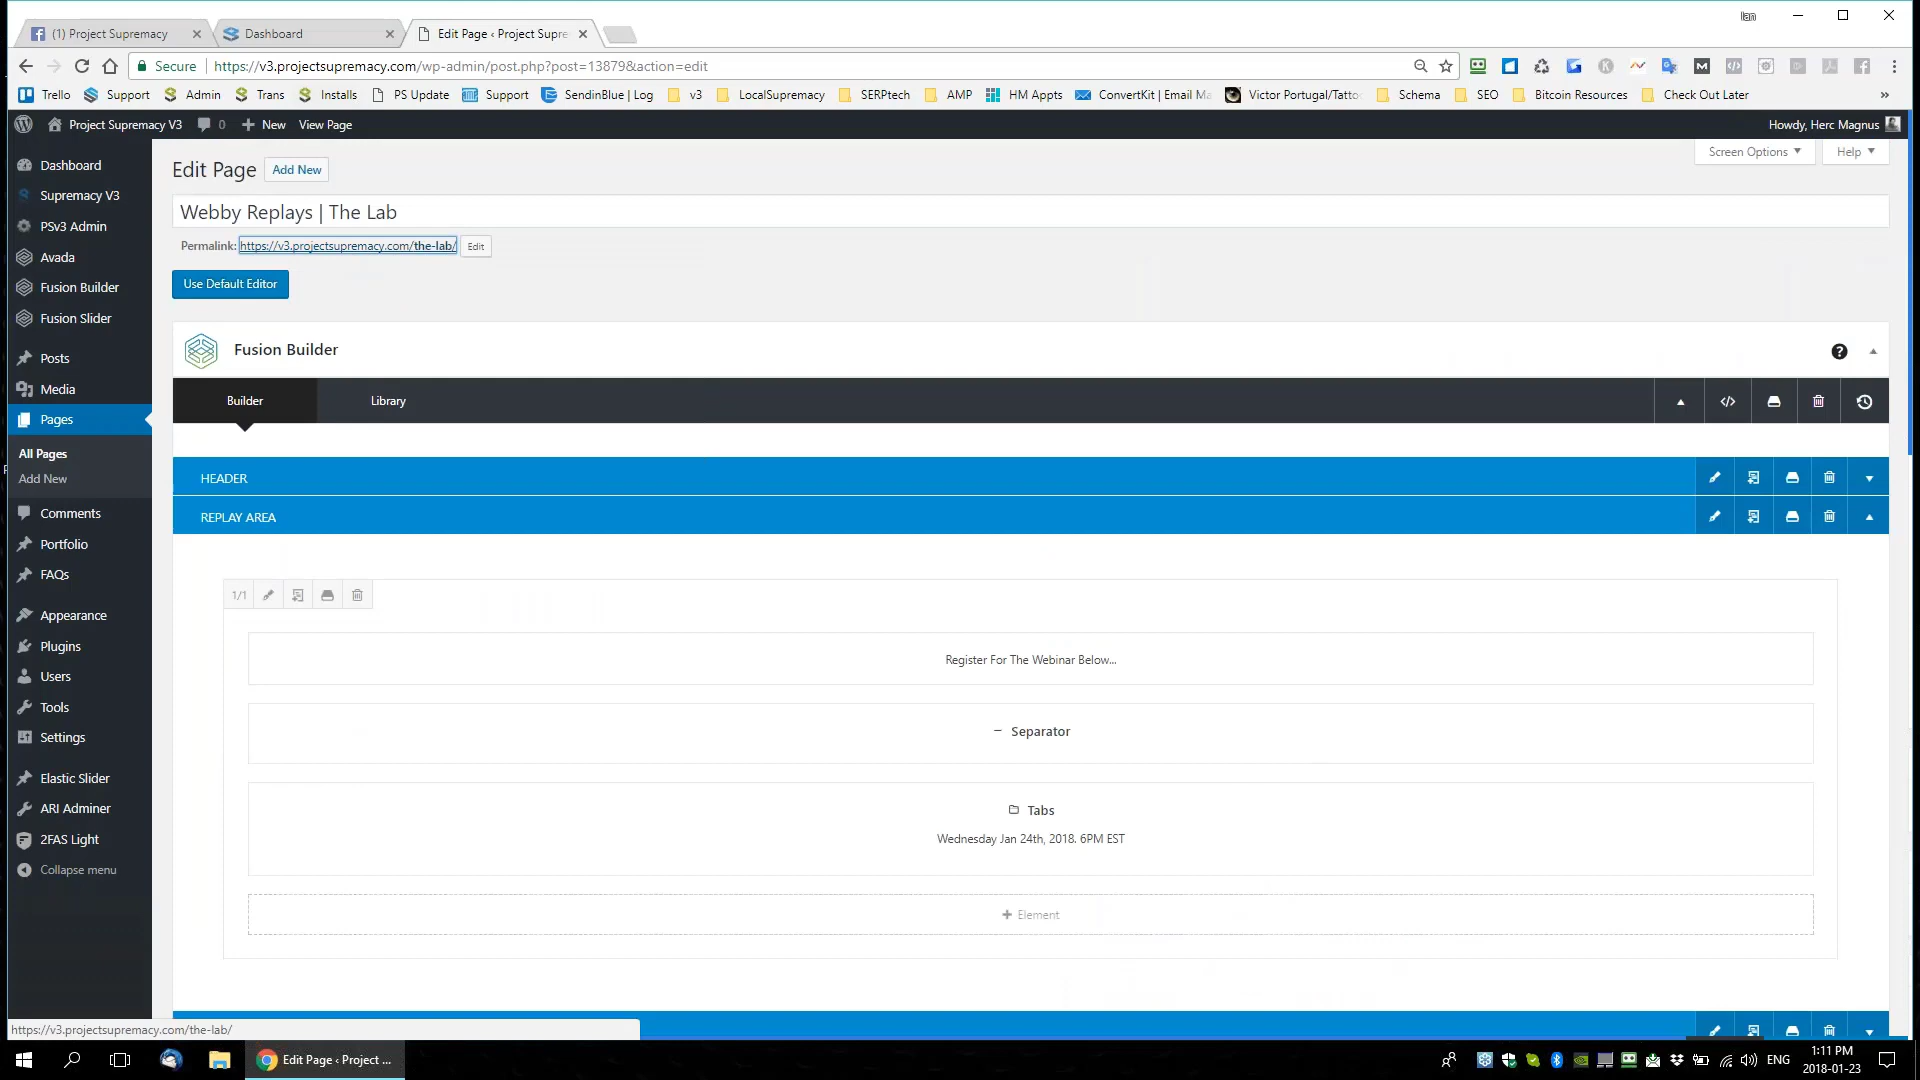 Ian
(1) Project Supremacy
Dashboard
Edit Page ‹ Project Supre
Secure
https://v3.projectsupremacy.com/wp-admin/post.php?post=13879&action=edit
Trello
Support
Admin
Trans
Installs
PS Update
Support
SendinBlue | Log
v3
LocalSupremacy
SERPtech
AMP
HM Appts
ConvertKit | Email Ma
Victor Portugal/Tatto
Schema
SEO
Bitcoin Resources
Check Out Later
»
Project Supremacy V3
0
New
View Page
Howdy, Herc Magnus
Dashboard
Supremacy V3
PSv3 Admin
Avada
Fusion Builder
Fusion Slider
Posts
Media
Pages
All Pages
Add New
Comments
Portfolio
FAQs
Appearance
Plugins
Users
Tools
Settings
Elastic Slider
ARI Adminer
2FAS Light
Collapse menu
Edit Page
Add New
Screen Options
Help
Webby Replays | The Lab
Permalink: https://v3.projectsupremacy.com/the-lab/
Edit
Use Default Editor
Fusion Builder
Builder
Library
HEADER
REPLAY AREA
1/1
Register For The Webinar Below...
Separator
Tabs
Wednesday Jan 24th, 2018. 6PM EST
+ Element
https://v3.projectsupremacy.com/the-lab/
Edit Page ‹ Project ...
ENG
1:11 PM
2018-01-23